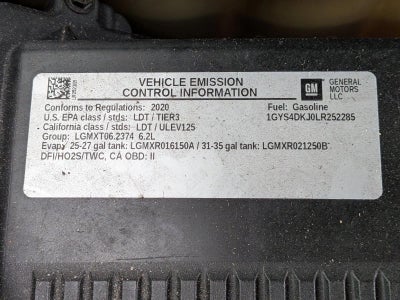 VEHICLE EMISSION
CONTROL INFORMATION
GM
GENERAL
MOTORS
LLC
Conforms to Regulations: 2020
Fuel: Gasoline
U.S. EPA class / stds: LDT / TIER3
1GYS4DKJ0LR252285
California class / stds: LDT / ULEV125
Group: LGMXT06.2374 6.2L
Evap: 25-27 gal tank: LGMXR016150A / 31-35 gal tank: LGMXR021250B
DFI/HO2S/TWC, CA OBD: II